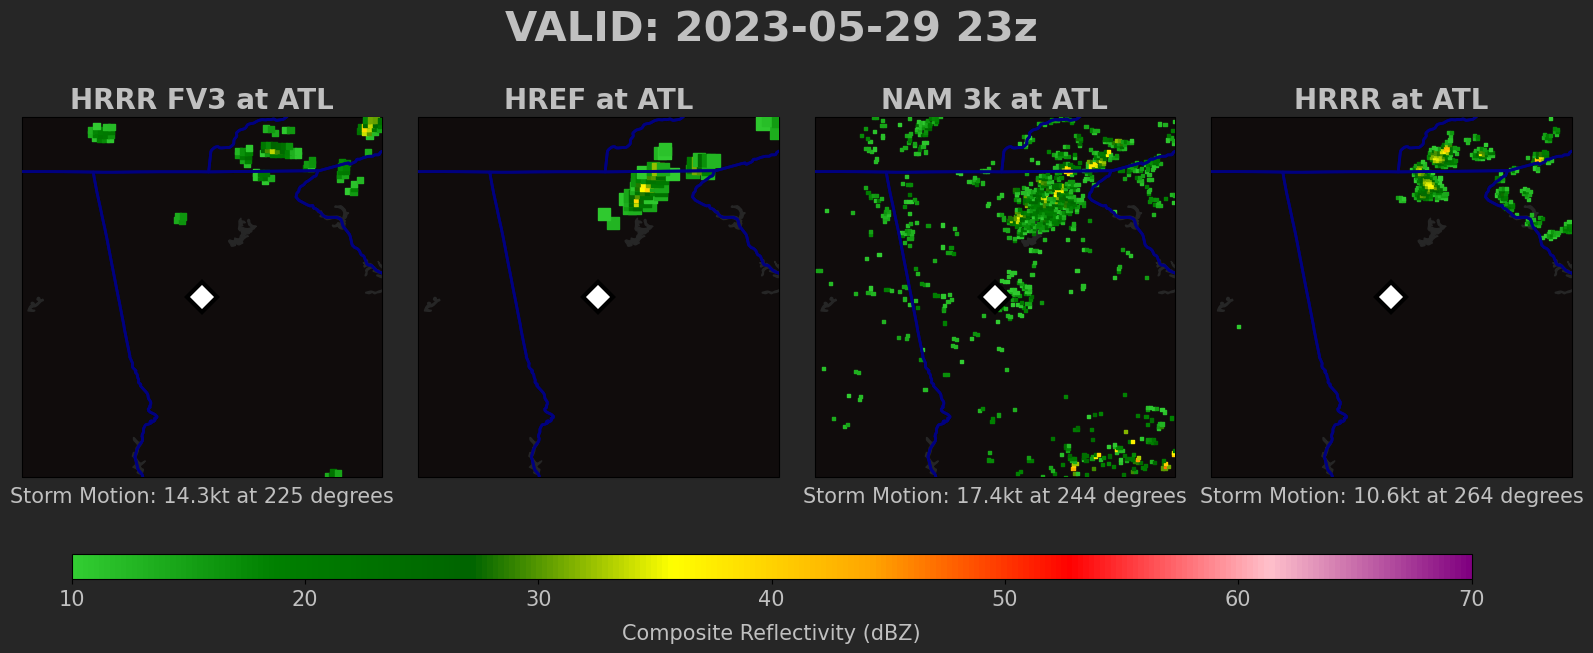 VALID: 2023-05-29 23z
HRRR FV3 at ATL
HREF at ATL
NAM 3k at ATL
HRRR at ATL
Storm Motion: 14.3kt at 225 degrees
Storm Motion: 17.4kt at 244 degrees
Storm Motion: 10.6kt at 264 degrees
10 20 30 40 50 60 70
Composite Reflectivity (dBZ)